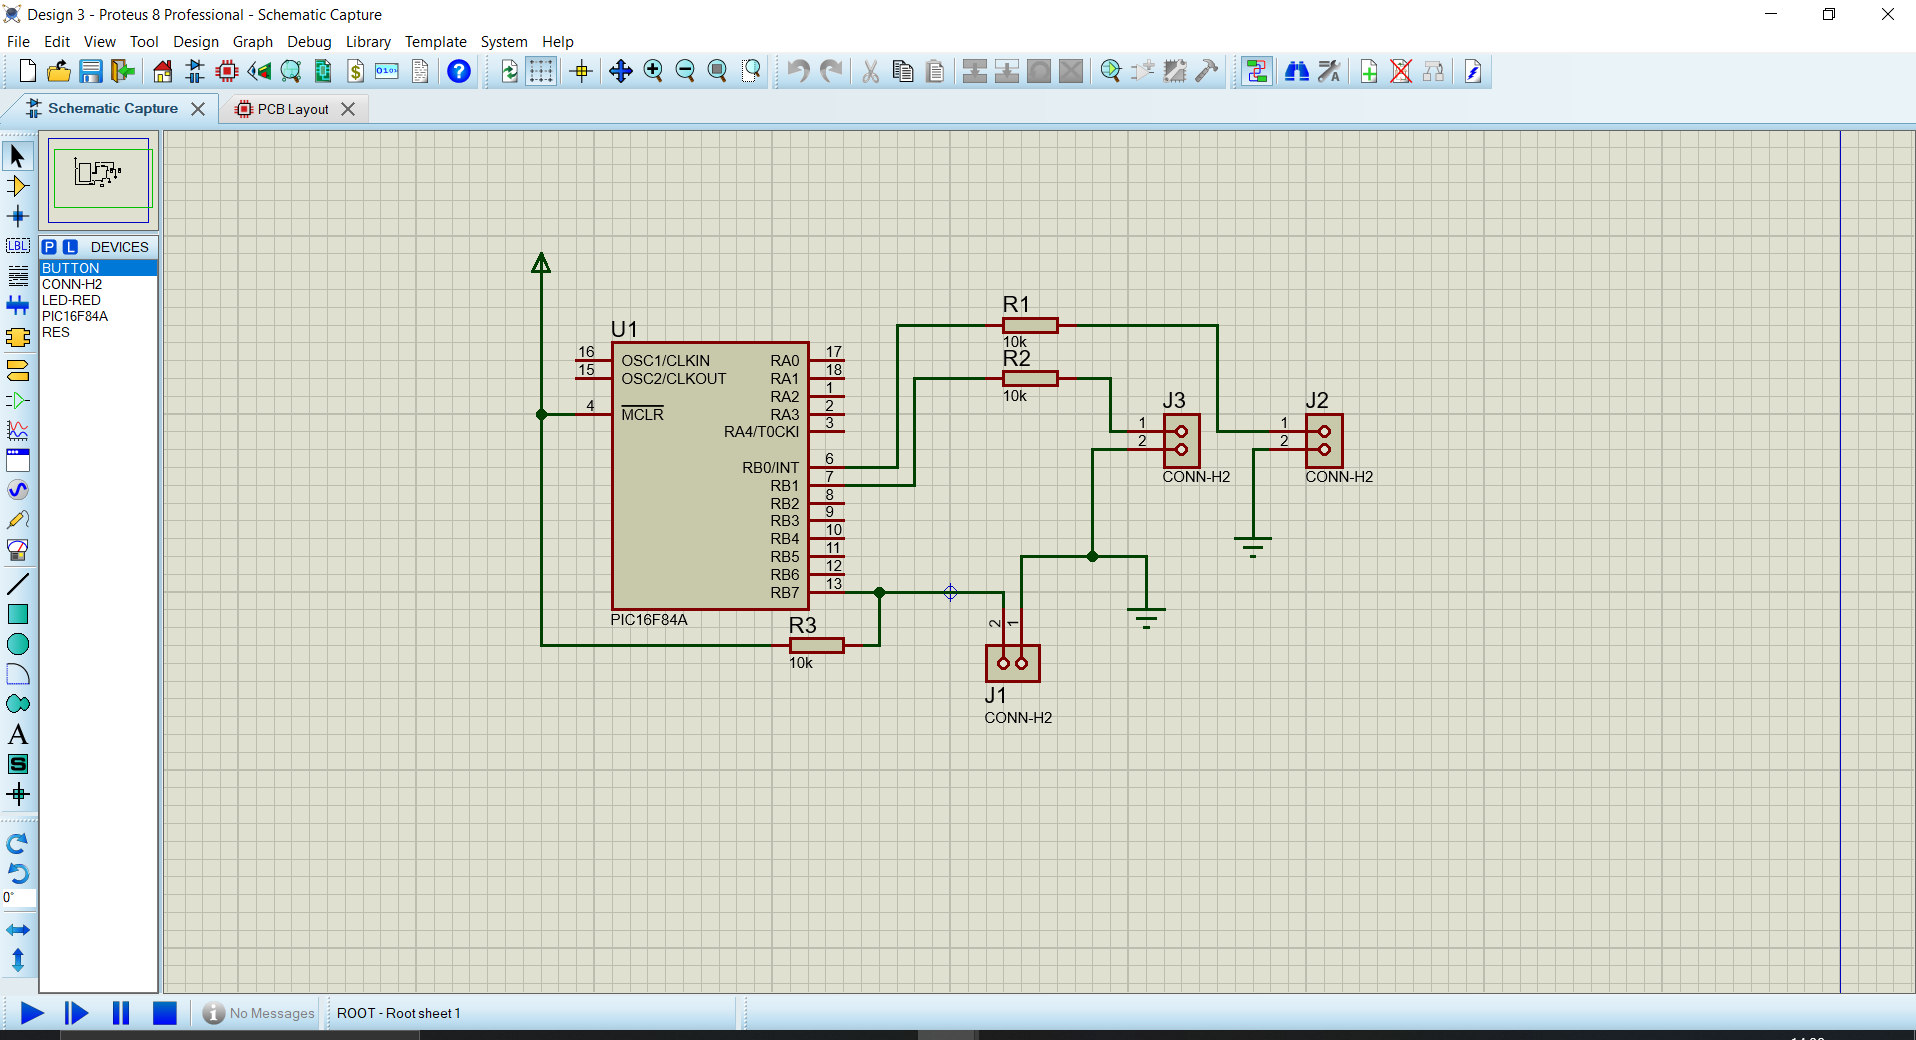 Design 3 - Proteus 8 Professional - Schematic Capture
File Edit View Tool Design Graph Debug Library Template System Help
Schematic Capture PCB Layout
P L DEVICES
BUTTON
CONN-H2
LED-RED
PIC16F84A
RES
LBL
A
S
0°
U1
16 OSC1/CLKIN RA0 17
15 OSC2/CLKOUT RA1 18
RA2 1
4 MCLR RA3 2
RA4/T0CKI 3
RB0/INT 6
RB1 7
RB2 8
RB3 9
RB4 10
RB5 11
RB6 12
RB7 13
PIC16F84A
R1
10k
R2
10k
R3
10k
J3
1
2
CONN-H2
J2
1
2
CONN-H2
2 1
J1
CONN-H2
No Messages ROOT - Root sheet 1